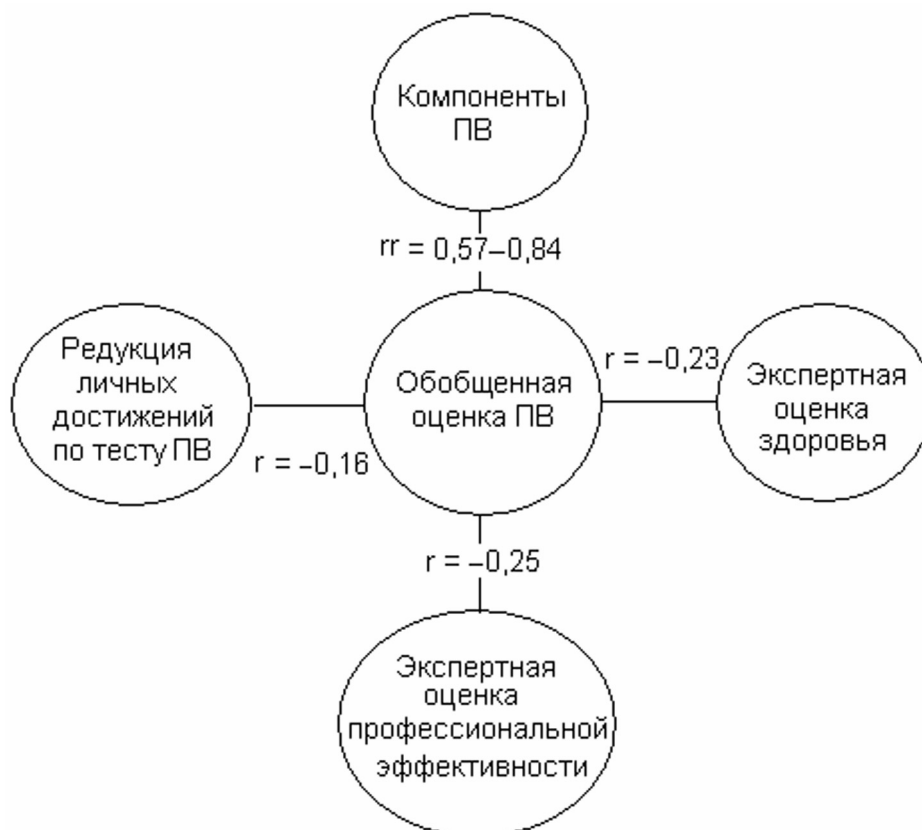 Компоненты
ПВ
rr = 0,57–0,84
Редукция
личных
достижений
по тесту ПВ
r = –0,16
Обобщенная
оценка ПВ
r = –0,23
Экспертная
оценка
здоровья
r = –0,25
Экспертная
оценка
профессиональной
эффективности